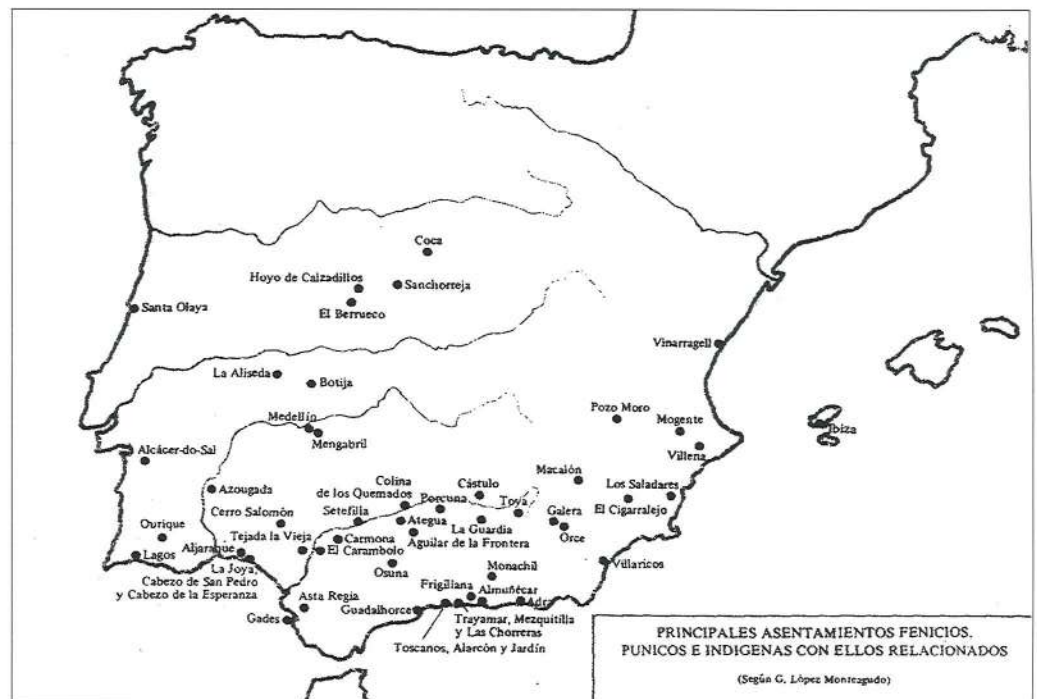 Coca
Hoyo de Calzadillos
Sanchorreja
El Berrueco
Santa Olaya
Vinarragell
La Aliseda
Botija
Pozo Moro
Mogente
Ibiza
Medellín
Mengabril
Villena
Alcácer-do-Sal
Macalón
Azougada
Colina
de los Quemados
Cástulo
Los Saladares
Porcuna
Toya
El Cigarralejo
Cerro Salomón
Setefilla
Ategua
La Guardia
Galera
Orce
Ourique
Tejada la Vieja
Carmona
Aguilar de la Frontera
Aljaraque
El Carambolo
Lagos
La Joya,
Cabezo de San Pedro
y Cabezo de la Esperanza
Osuna
Monachil
Villaricos
Frigiliana
Almuñécar
Adra
Asta Regia
Guadalhorce
Gades
Trayamar, Mezquitilla
y Las Chorreras
Toscanos, Alarcón y Jardín
PRINCIPALES ASENTAMIENTOS FENICIOS.
PUNICOS E INDIGENAS CON ELLOS RELACIONADOS
(Según G. López Monteagudo)